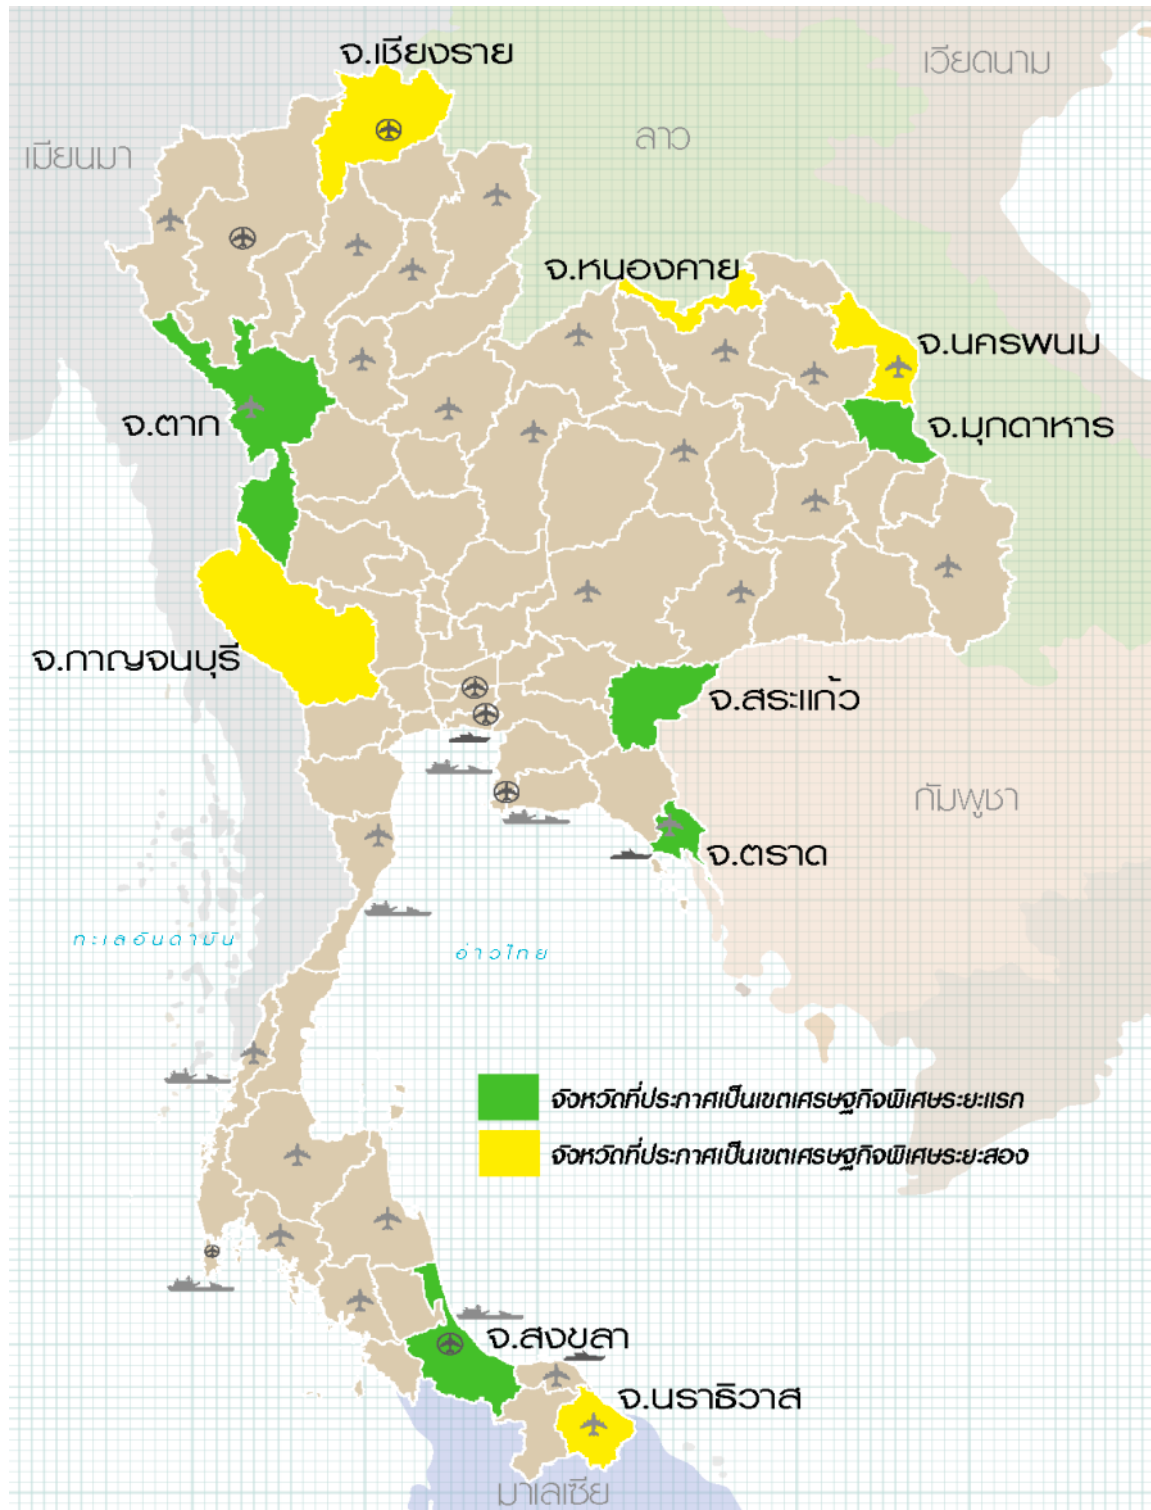 จ.เชียงราย
เวียดนาม
ลาว
เมียนมา
จ.หนองคาย
จ.นครพนม
จ.ตาก
จ.มุกดาหาร
จ.กาญจนบุรี
จ.สระแก้ว
กัมพูชา
จ.ตราด
ทะเลอันดามัน
อ่าวไทย
จังหวัดที่ประกาศเป็นเขตเศรษฐกิจพิเศษระยะแรก
จังหวัดที่ประกาศเป็นเขตเศรษฐกิจพิเศษระยะสอง
จ.สงขลา
จ.นราธิวาส
มาเลเซีย